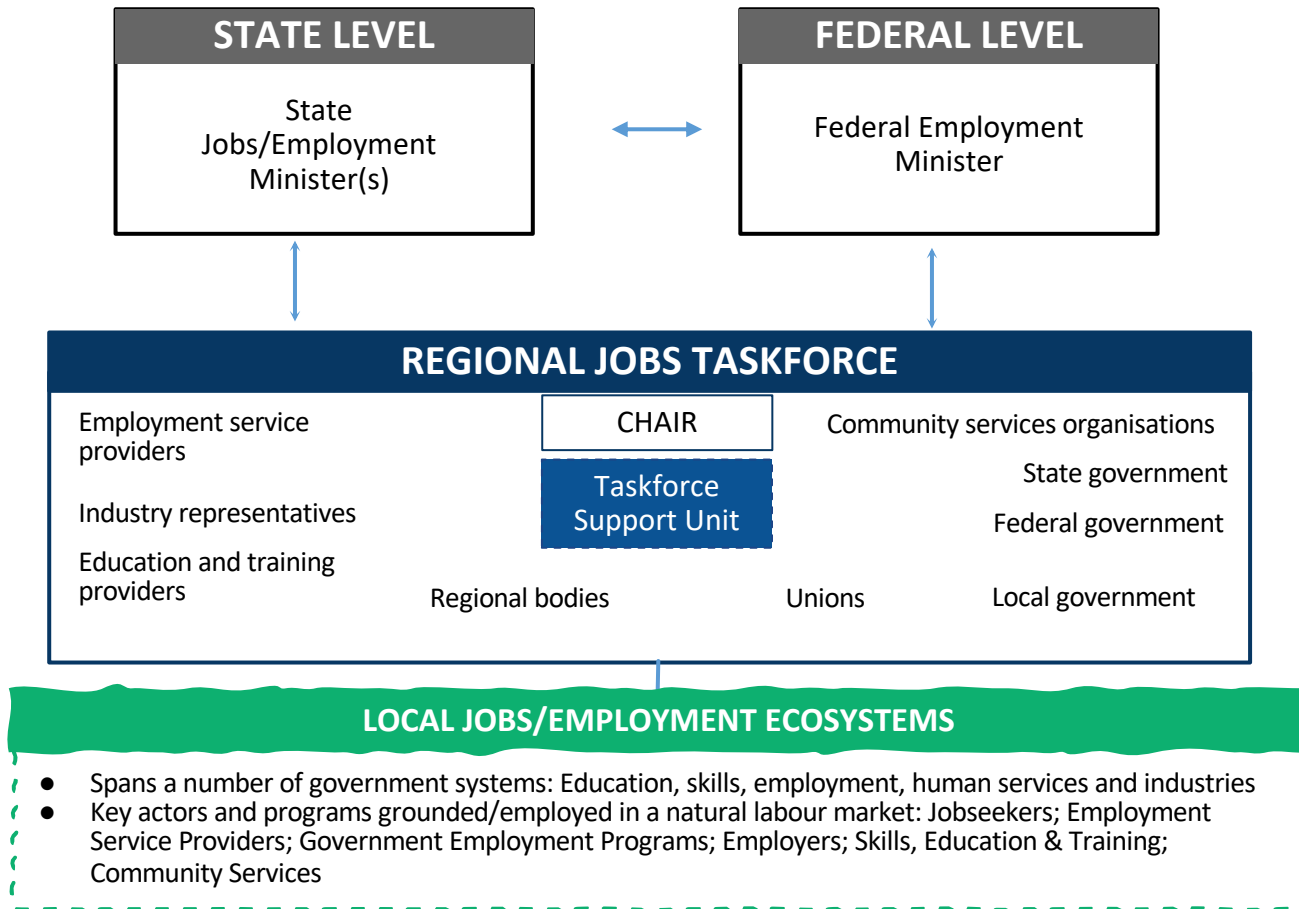 STATE LEVEL
State
Jobs/Employment
Minister(s)
FEDERAL LEVEL
Federal Employment
Minister
REGIONAL JOBS TASKFORCE
Employment service
providers
Industry representatives
Education and training
providers
CHAIR
Taskforce
Support Unit
Regional bodies
Unions
Community services organisations
State government
Federal government
Local government
LOCAL JOBS/EMPLOYMENT ECOSYSTEMS
● Spans a number of government systems: Education, skills, employment, human services and industries
● Key actors and programs grounded/employed in a natural labour market: Jobseekers; Employment
Service Providers; Government Employment Programs; Employers; Skills, Education & Training;
Community Services